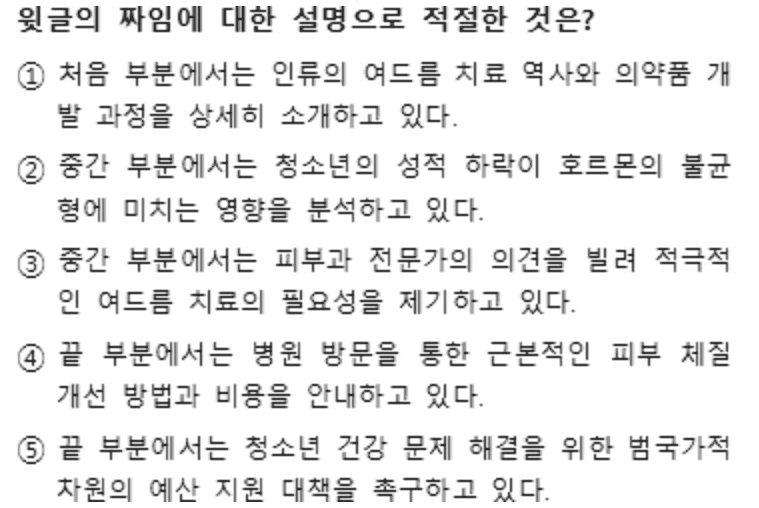 윗글의 짜임에 대한 설명으로 적절한 것은?
① 처음 부분에서는 인류의 여드름 치료 역사와 의약품 개
발 과정을 상세히 소개하고 있다.
② 중간 부분에서는 청소년의 성적 하락이 호르몬의 불균
형에 미치는 영향을 분석하고 있다.
③ 중간 부분에서는 피부과 전문가의 의견을 빌려 적극적
인 여드름 치료의 필요성을 제기하고 있다.
④ 끝 부분에서는 병원 방문을 통한 근본적인 피부 체질
개선 방법과 비용을 안내하고 있다.
⑤ 끝 부분에서는 청소년 건강 문제 해결을 위한 범국가적
차원의 예산 지원 대책을 촉구하고 있다.